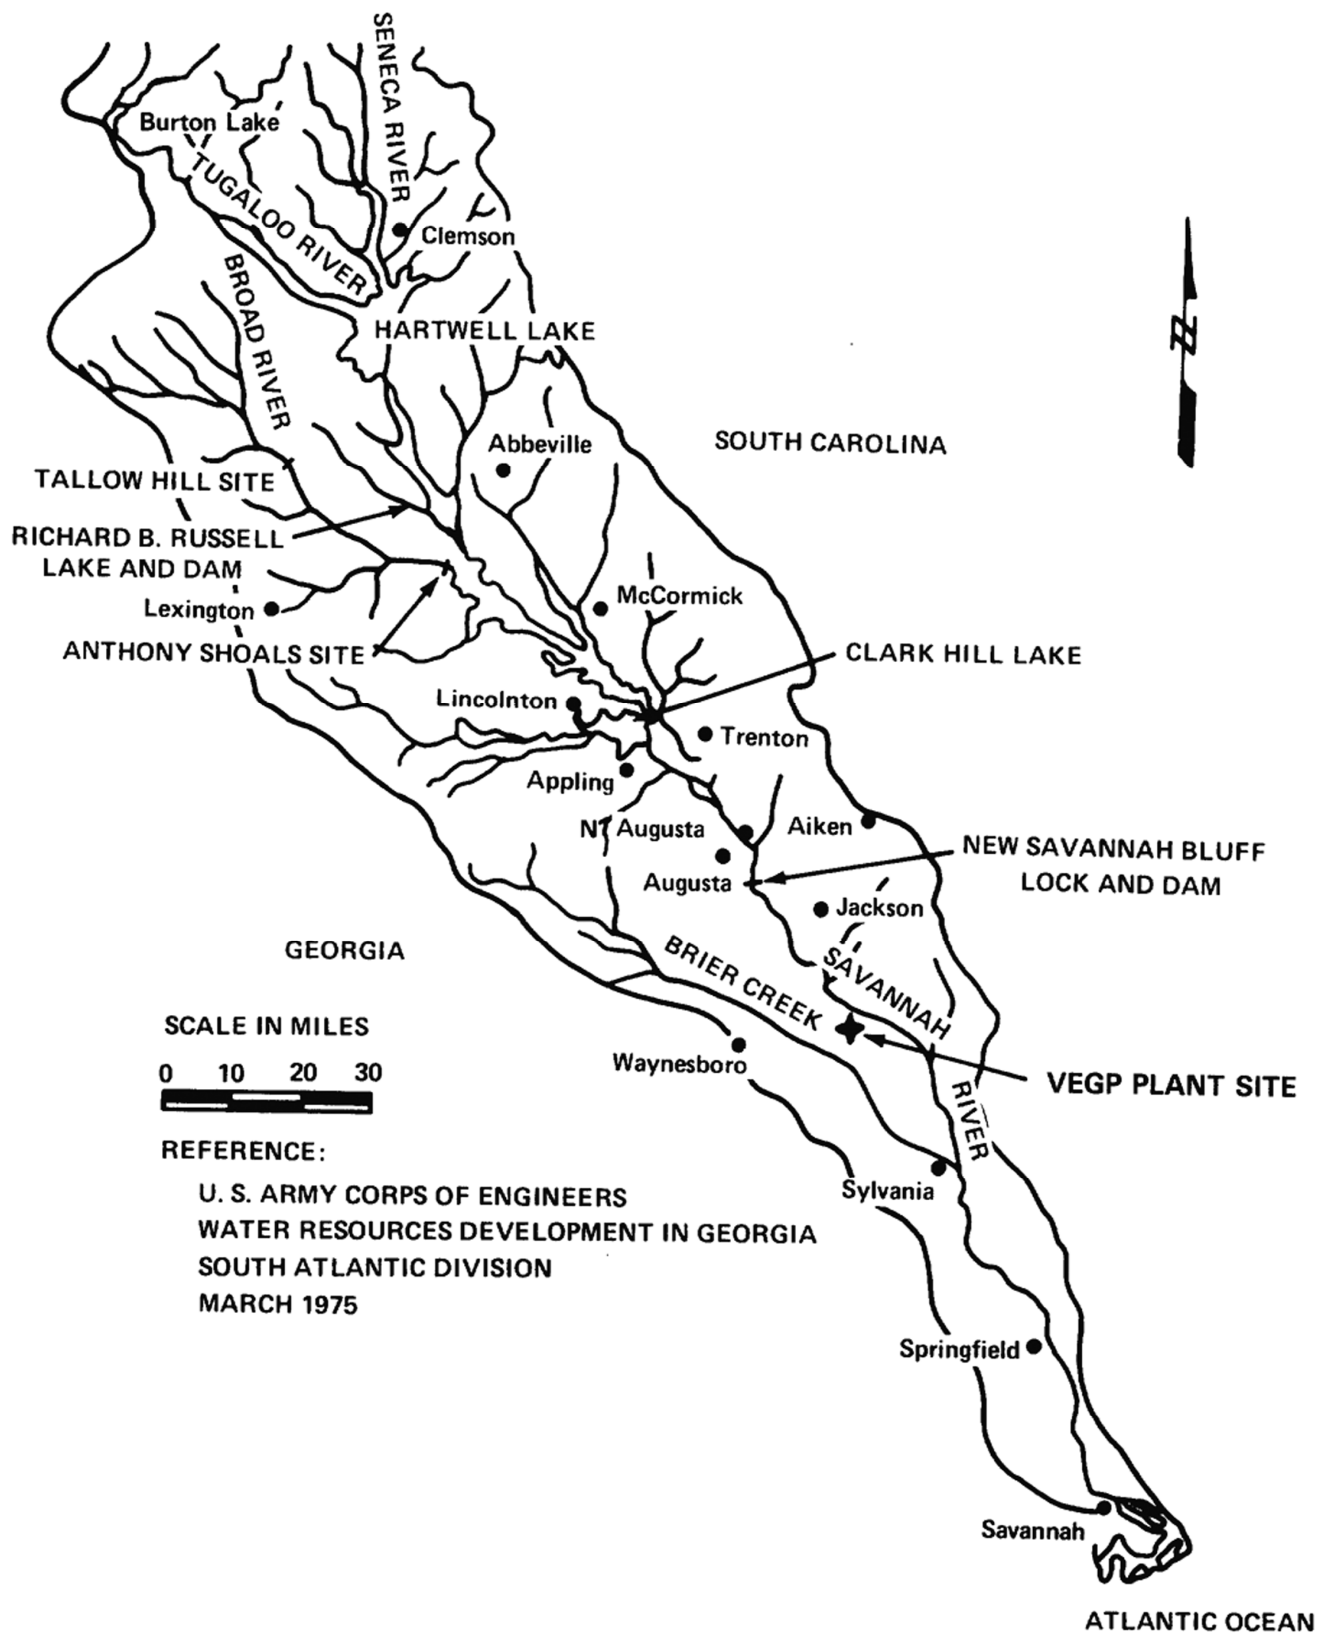 SENECA RIVER
Burton Lake
TUGALOO RIVER
Clemson
BROAD RIVER
HARTWELL LAKE
N
SOUTH CAROLINA
Abbeville
TALLOW HILL SITE
RICHARD B. RUSSELL
LAKE AND DAM
McCormick
Lexington
ANTHONY SHOALS SITE
CLARK HILL LAKE
Lincolnton
Trenton
Appling
N. Augusta
Aiken
NEW SAVANNAH BLUFF
LOCK AND DAM
Augusta
Jackson
GEORGIA
BRIER CREEK
SAVANNAH
RIVER
SCALE IN MILES
0 10 20 30
Waynesboro
VEGP PLANT SITE
REFERENCE:
U. S. ARMY CORPS OF ENGINEERS
WATER RESOURCES DEVELOPMENT IN GEORGIA
SOUTH ATLANTIC DIVISION
MARCH 1975
Sylvania
Springfield
Savannah
ATLANTIC OCEAN